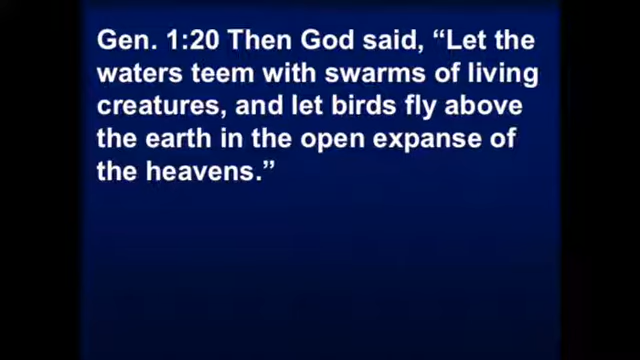 Gen. 1:20 Then God said, “Let the
waters teem with swarms of living
creatures, and let birds fly above
the earth in the open expanse of
the heavens.”